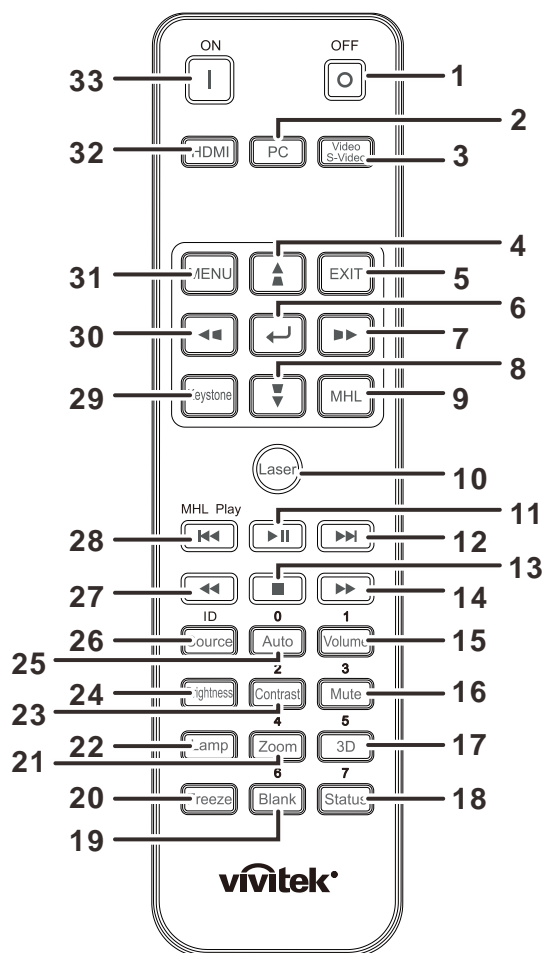 ON OFF
33 1
2
32 HDMI PC Video S-Video 3
4
31 MENU EXIT 5
6
30 7
8
29 Keystone MHL 9
Laser 10
MHL Play
11
28 12
13
27 14
ID 0 1
26 Source Auto Volume 15
25 2 3
24 Brightness Contrast Mute 16
23 4 5
22 Lamp Zoom 3D 17
21 6 7
20 Freeze Blank Status 18
19
vivitek